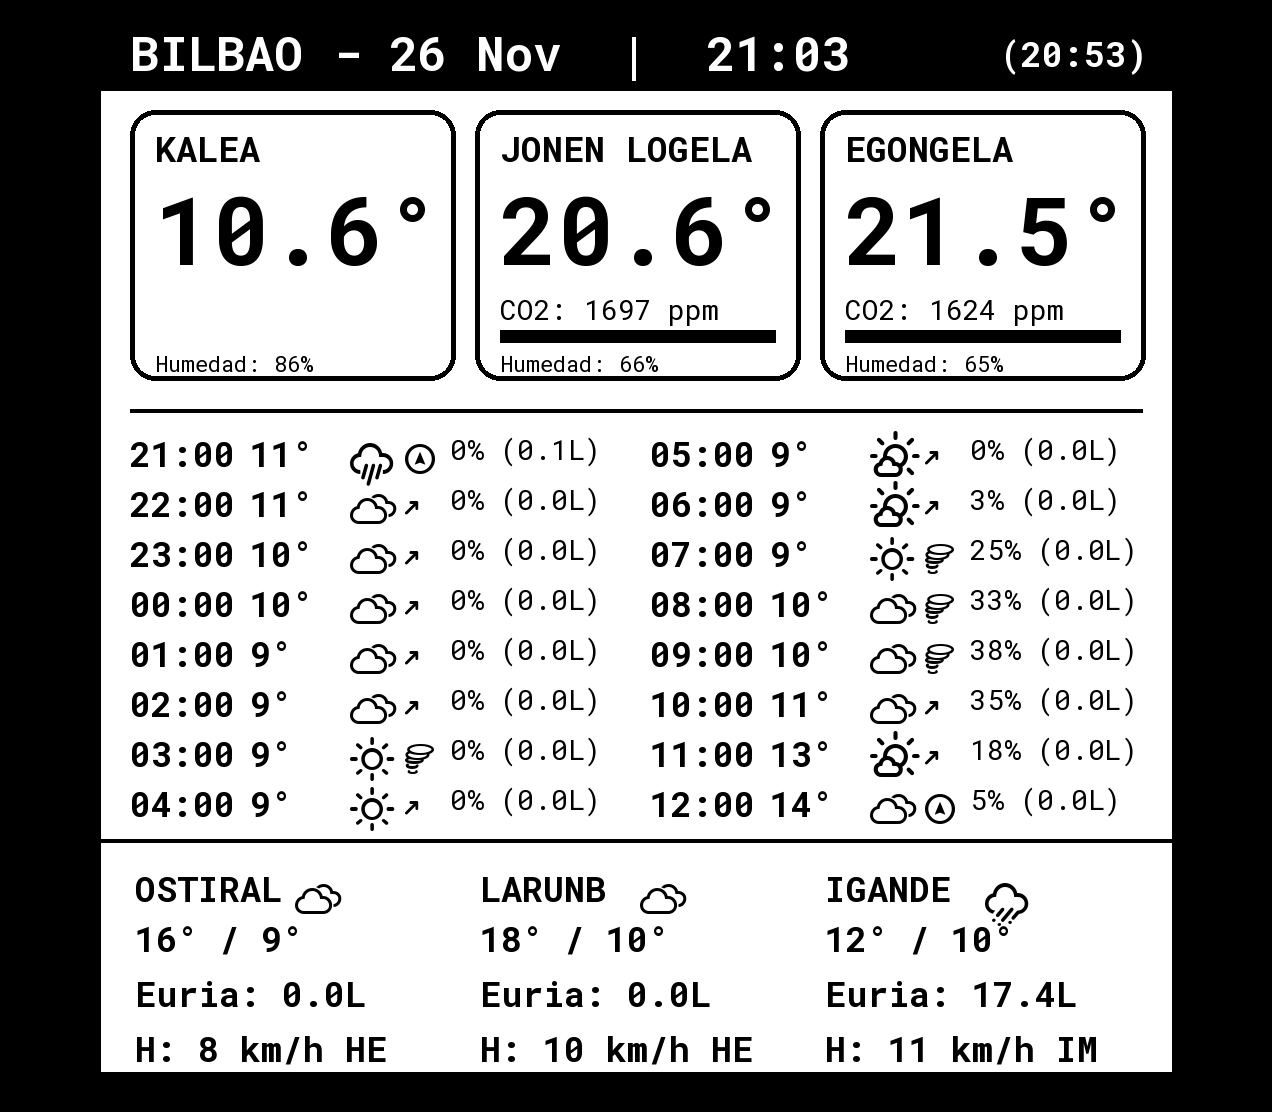 BILBAO - 26 Nov | 21:03 (20:53)
KALEA
10.6°
Humedad: 86%
JONEN LOGELA
20.6°
CO2: 1697 ppm
Humedad: 66%
EGONGELA
21.5°
CO2: 1624 ppm
Humedad: 65%
21:00 11° 0% (0.1L)
22:00 11° 0% (0.0L)
23:00 10° 0% (0.0L)
00:00 10° 0% (0.0L)
01:00 9° 0% (0.0L)
02:00 9° 0% (0.0L)
03:00 9° 0% (0.0L)
04:00 9° 0% (0.0L)
05:00 9° 0% (0.0L)
06:00 9° 3% (0.0L)
07:00 9° 25% (0.0L)
08:00 10° 33% (0.0L)
09:00 10° 38% (0.0L)
10:00 11° 35% (0.0L)
11:00 13° 18% (0.0L)
12:00 14° 5% (0.0L)
OSTIRAL
16° / 9°
Euria: 0.0L
H: 8 km/h HE
LARUNB
18° / 10°
Euria: 0.0L
H: 10 km/h HE
IGANDE
12° / 10°
Euria: 17.4L
H: 11 km/h IM